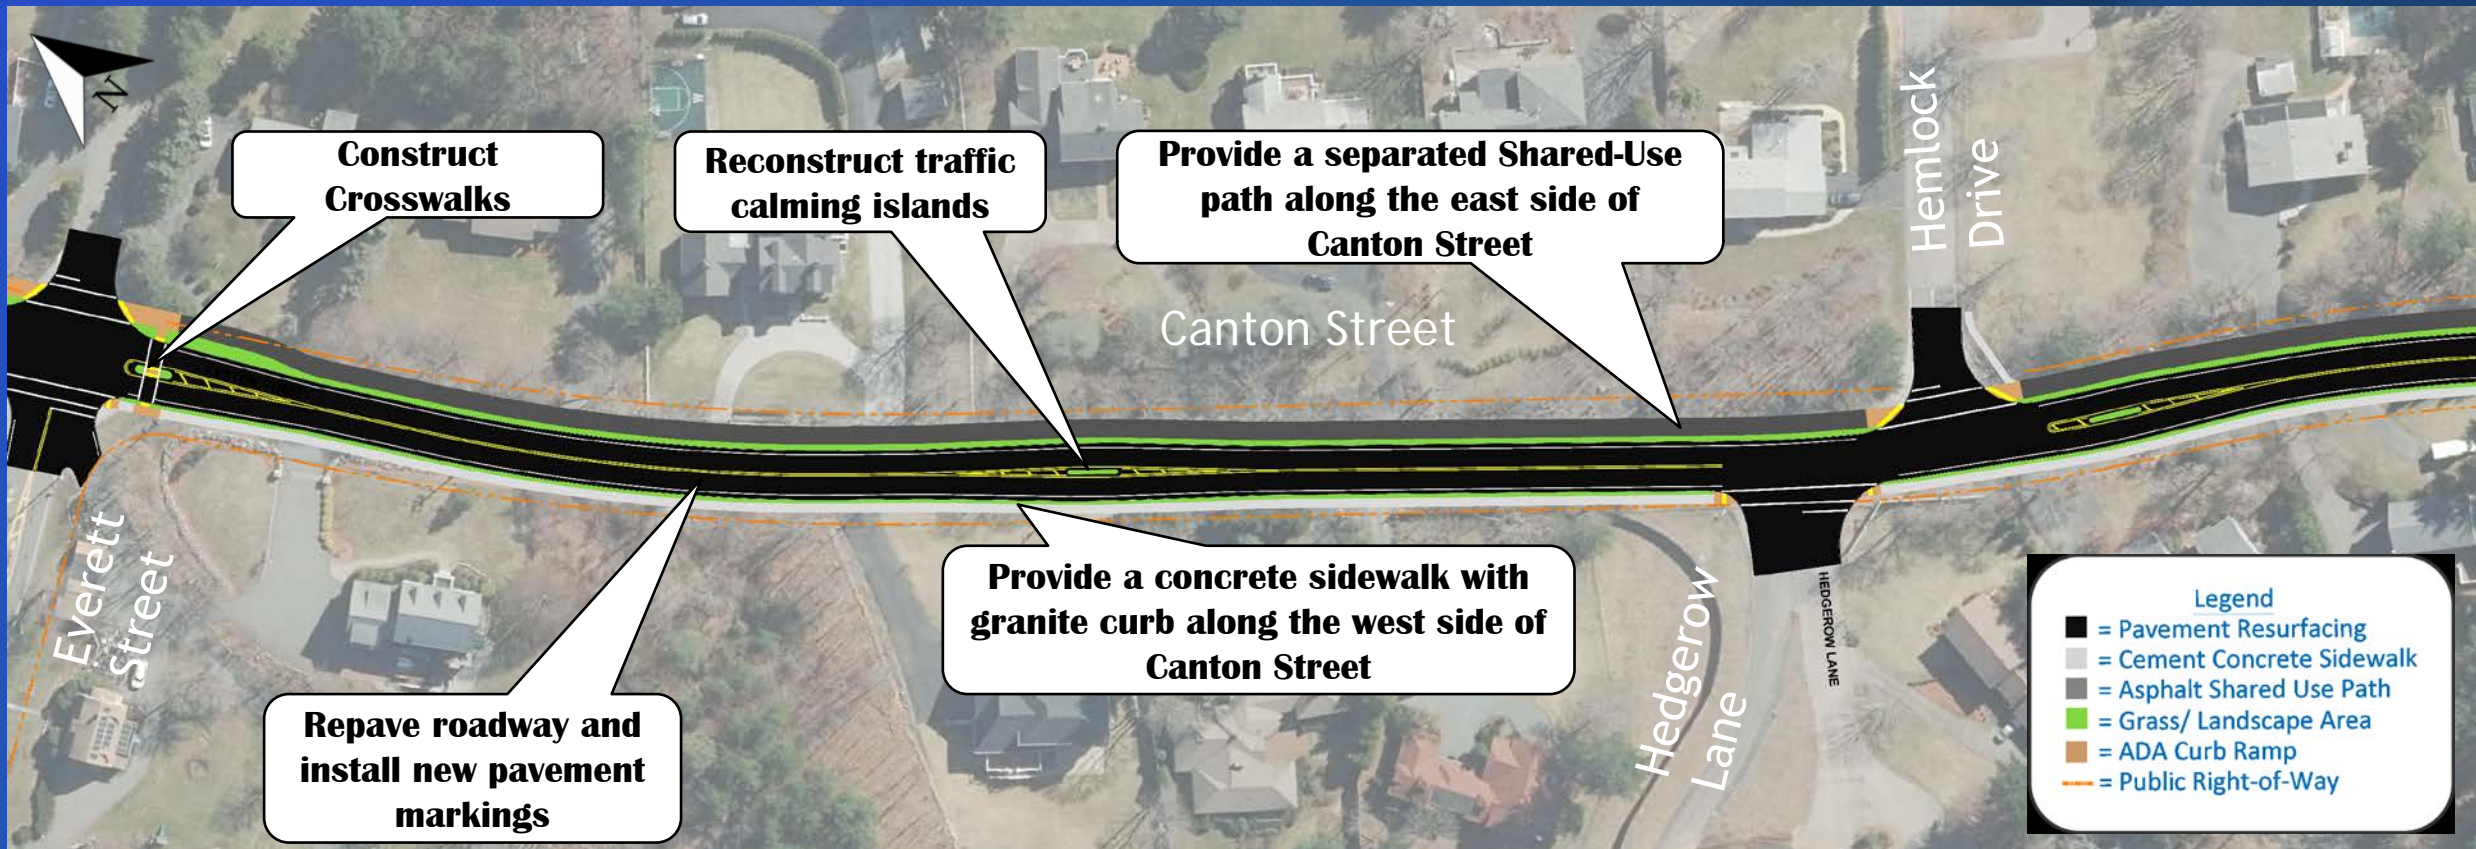 N
Construct
Crosswalks
Reconstruct traffic
calming islands
Provide a separated Shared-Use
path along the east side of
Canton Street
Hemlock
Drive
Canton Street
Everett
Street
Repave roadway and
install new pavement
markings
Provide a concrete sidewalk with
granite curb along the west side of
Canton Street
Hedgerow
Lane
HEDGEROW LANE
Legend
= Pavement Resurfacing
= Cement Concrete Sidewalk
= Asphalt Shared Use Path
= Grass/ Landscape Area
= ADA Curb Ramp
= Public Right-of-Way